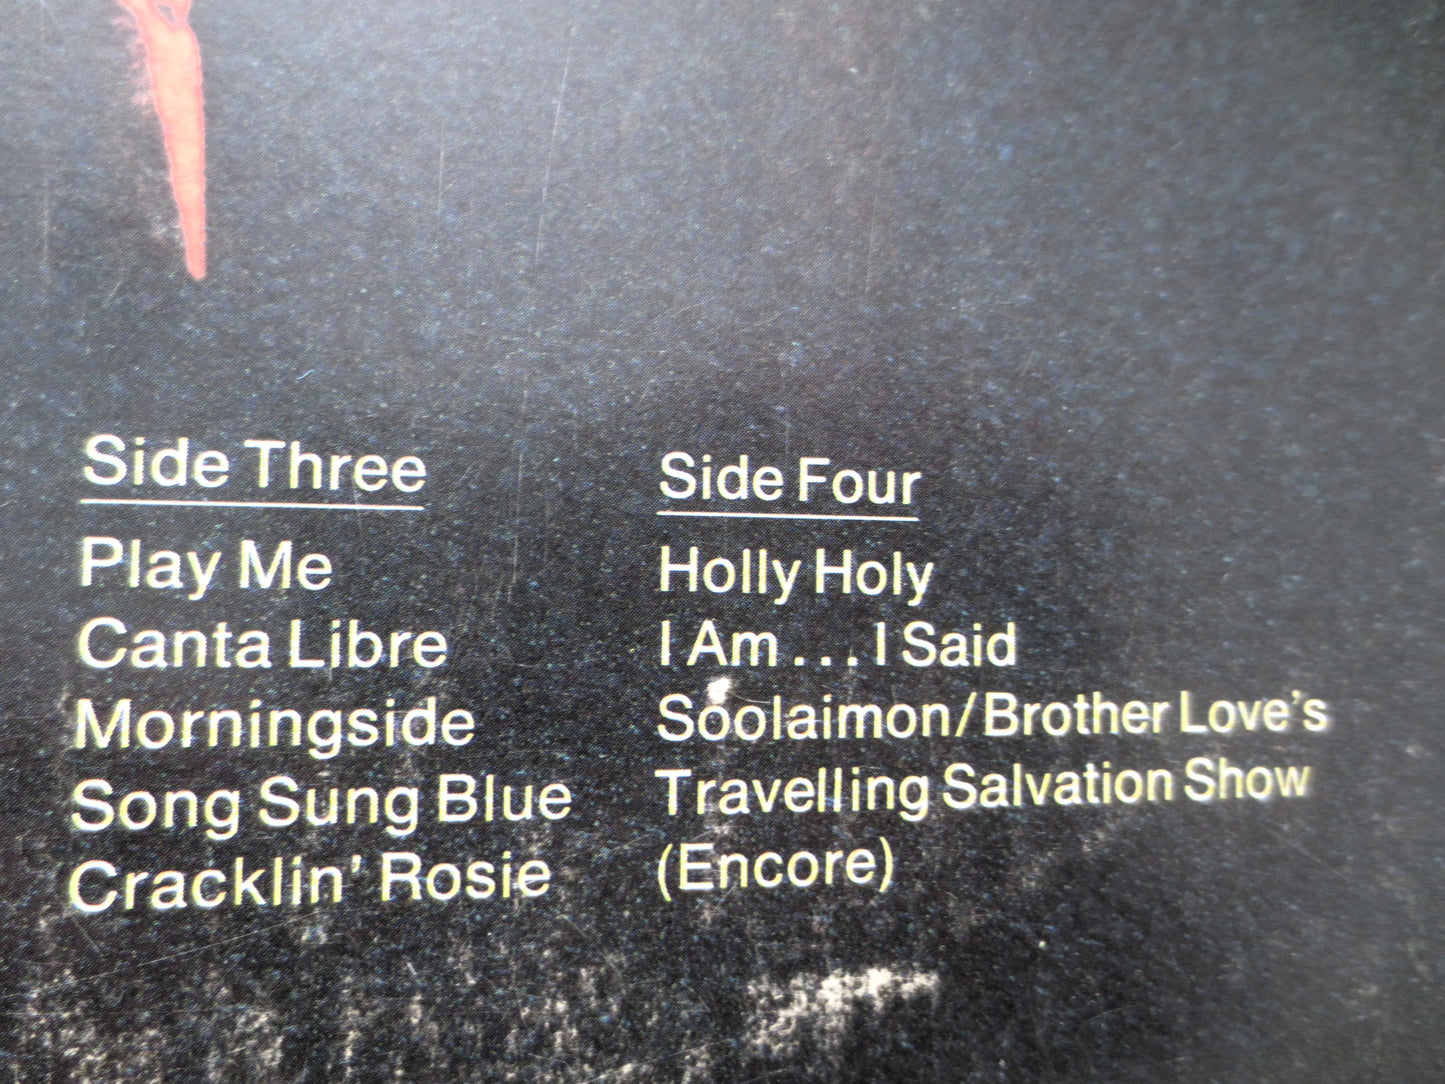 Side Three
Play Me
Canta Libre
Morningside
Song Sung Blue
Cracklin' Rosie
Side Four
Holly Holy
I Am . . . I Said
Soolaimon/Brother Love's
Travelling Salvation Show
(Encore)